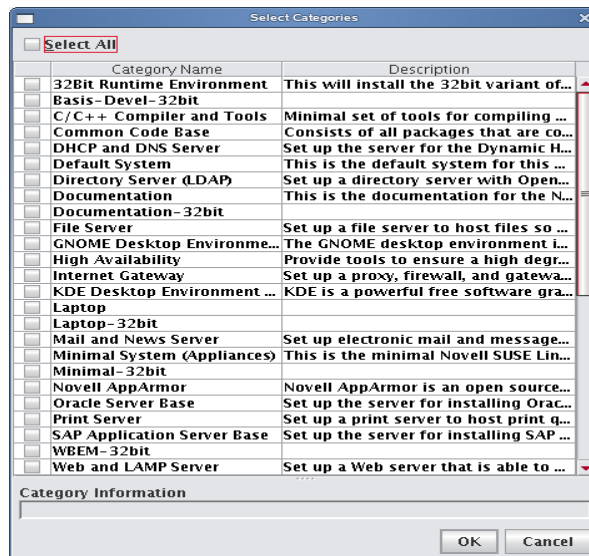 Select Categories
Select All
Category Name Description
32Bit Runtime Environment This will install the 32bit variant of...
Basis-Devel-32bit
C/C++ Compiler and Tools Minimal set of tools for compiling ...
Common Code Base Consists of all packages that are co...
DHCP and DNS Server Set up the server for the Dynamic H...
Default System This is the default system for this ...
Directory Server (LDAP) Set up a directory server with Open...
Documentation This is the documentation for the N...
Documentation-32bit
File Server Set up a file server to host files so ...
GNOME Desktop Environme... The GNOME desktop environment i...
High Availability Provide tools to ensure a high degr...
Internet Gateway Set up a proxy, firewall, and gatewa...
KDE Desktop Environment ... KDE is a powerful free software gra...
Laptop
Laptop-32bit
Mail and News Server Set up electronic mail and message...
Minimal System (Appliances) This is the minimal Novell SUSE Lin...
Minimal-32bit
Novell AppArmor Novell AppArmor is an open source...
Oracle Server Base Set up the server for installing Orac...
Print Server Set up a print server to host print q...
SAP Application Server Base Set up the server for installing SAP ...
WBEM-32bit
Web and LAMP Server Set up a Web server that is able to ...
Category Information
OK Cancel